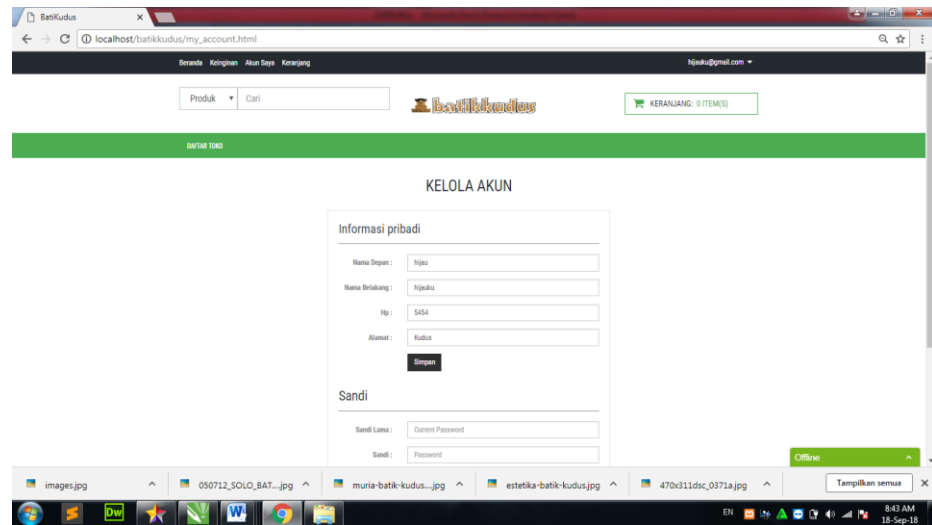 BatiKudus
localhost/batikkudus/my_account.html
Beranda Keinginan Akun Saya Keranjang hijauku@gmail.com
Produk Cari batikkudus KERANJANG: 0 ITEM(S)
DAFTAR TOKO
KELOLA AKUN
Informasi pribadi
Nama Depan : hijau
Nama Belakang : hijauku
Hp : 5454
Alamat : Kudus
Simpan
Sandi
Sandi Lama : Current Password
Sandi : Password
Offline
images.jpg 050712_SOLO_BAT....jpg muria-batik-kudus....jpg estetika-batik-kudus.jpg 470x311dsc_0371a.jpg Tampilkan semua
Dw W EN 8:43 AM
18-Sep-18